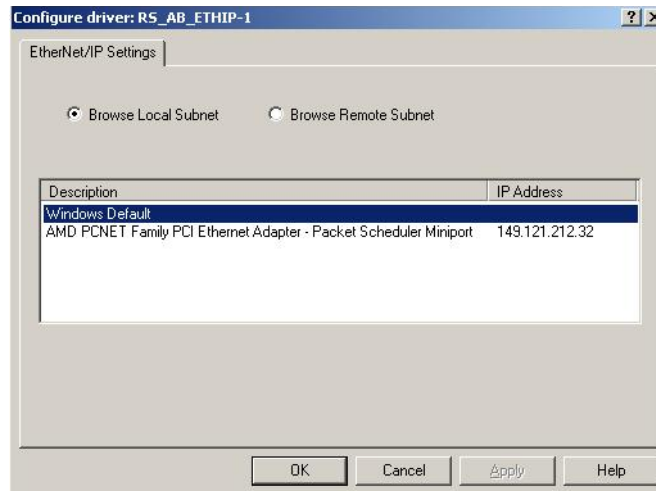 Configure driver: RS_AB_ETHIP-1
EtherNet/IP Settings
Browse Local Subnet Browse Remote Subnet
Description IP Address
Windows Default
AMD PCNET Family PCI Ethernet Adapter - Packet Scheduler Miniport 149.121.212.32
OK Cancel Apply Help